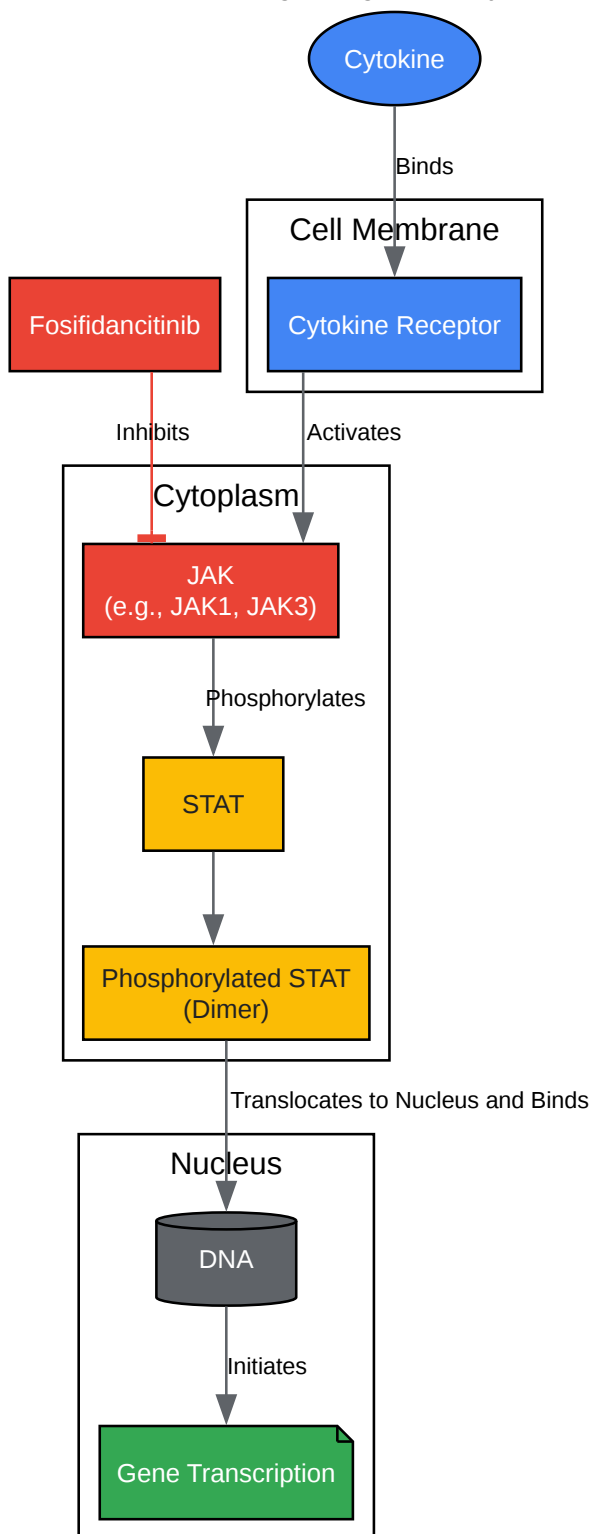 Cytokine
Binds
Cell Membrane
Fosifidancitinib
Cytokine Receptor
Inhibits
Activates
Cytoplasm
JAK
(e.g., JAK1, JAK3)
Phosphorylates
STAT
Phosphorylated STAT
(Dimer)
Translocates to Nucleus and Binds
Nucleus
DNA
Initiates
Gene Transcription